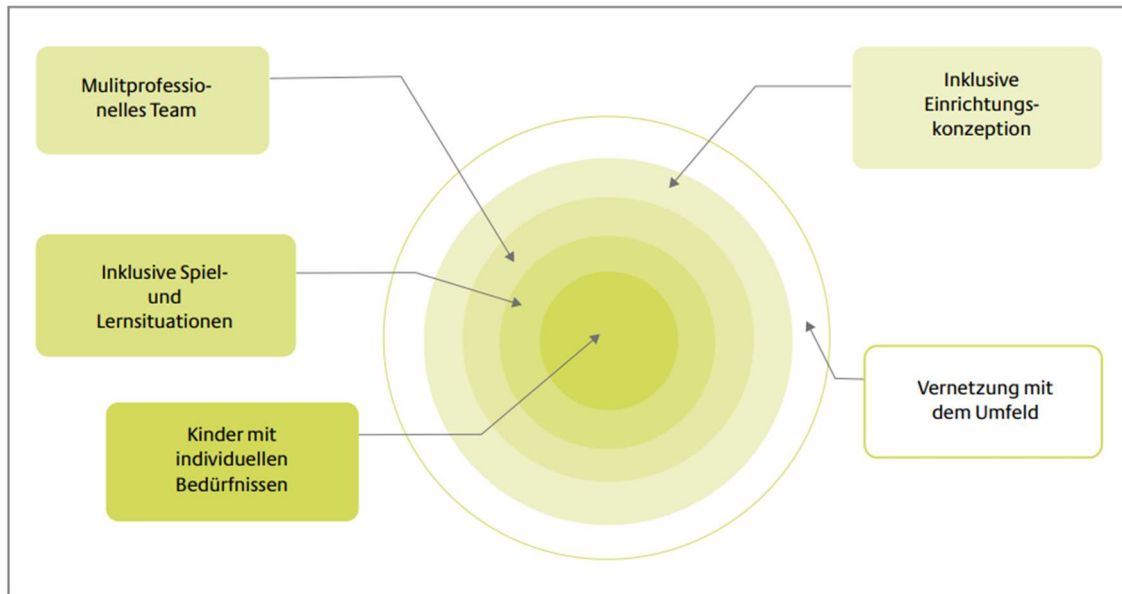 Mulitprofessio-
nelles Team
Inklusive
Einrichtungs-
konzeption
Inklusive Spiel-
und
Lernsituationen
Vernetzung mit
dem Umfeld
Kinder mit
individuellen
Bedürfnissen